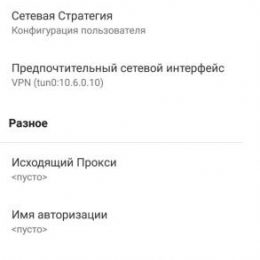 Сетевая Стратегия
Конфигурация пользователя
Предпочтительный сетевой интерфейс
VPN (tun0:10.6.0.10)
Разное
Исходящий Прокси
<пусто>
Имя авторизации
<пусто>